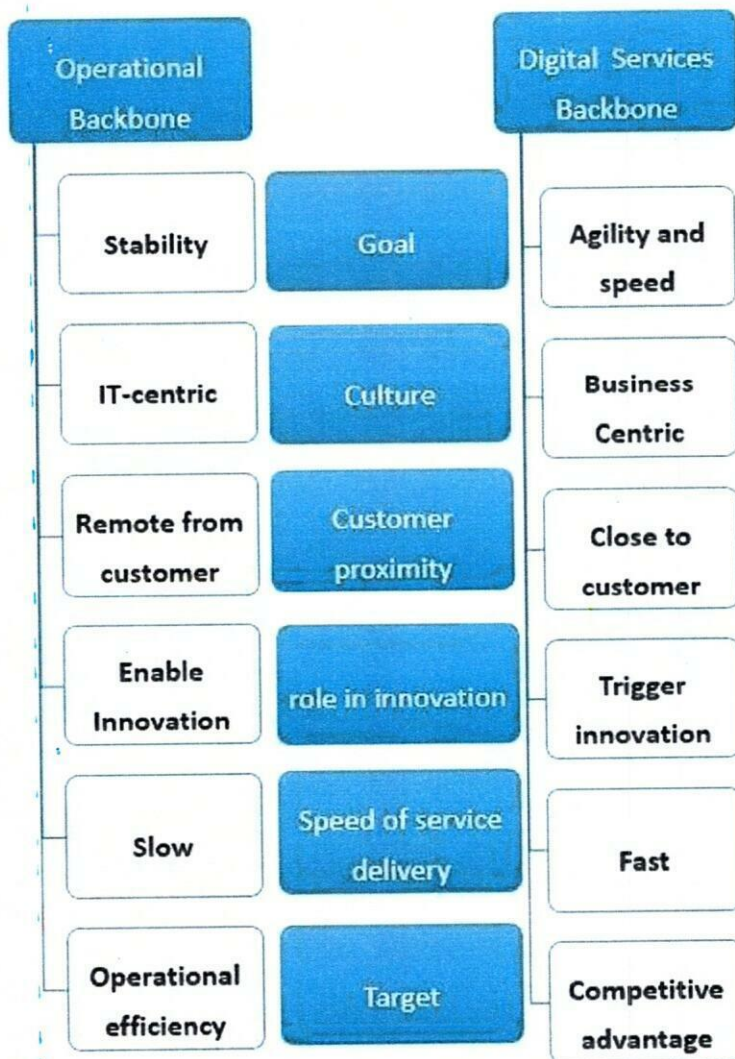 Operational
Backbone
Digital Services
Backbone
Stability
Goal
Agility and
speed
IT-centric
Culture
Business
Centric
Remote from
customer
Customer
proximity
Close to
customer
Enable
Innovation
role in innovation
Trigger
innovation
Slow
Speed of service
delivery
Fast
Operational
efficiency
Target
Competitive
advantage